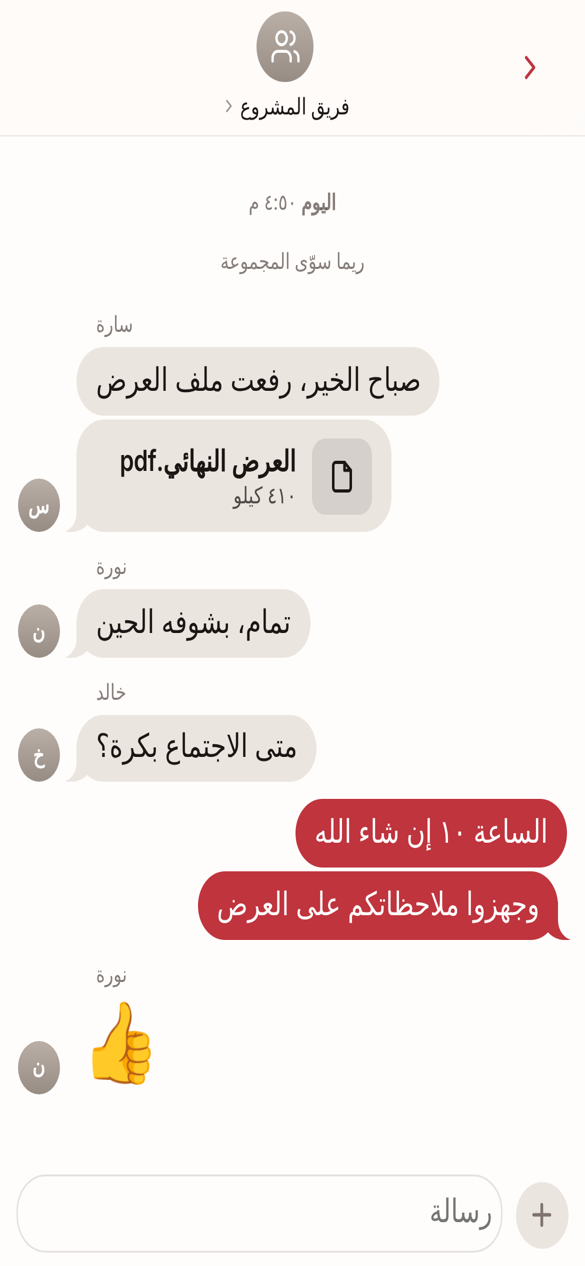 فريق المشروع
اليوم ٤:٥٠ م
ريما سوّى المجموعة
سارة
صباح الخير، رفعت ملف العرض
العرض النهائي.pdf
٤١٠ كيلو
س
نورة
تمام، بشوفه الحين
ن
خالد
متى الاجتماع بكرة؟
خ
الساعة ١٠ إن شاء الله
وجهزوا ملاحظاتكم على العرض
نورة
👍
ن
رسالة